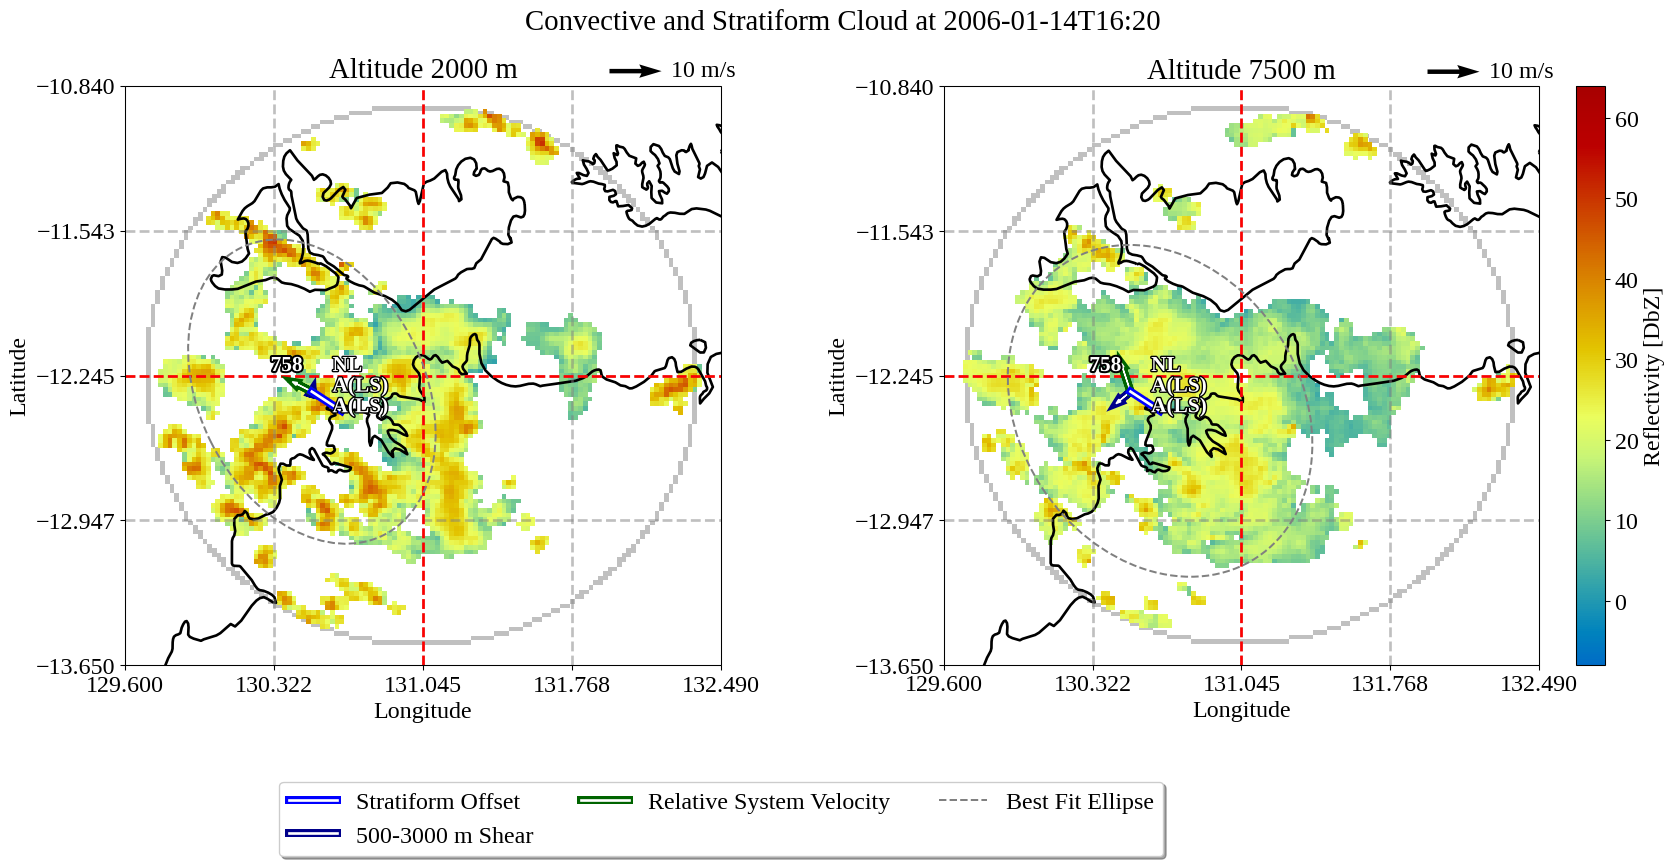 Convective and Stratiform Cloud at 2006-01-14T16:20
Altitude 2000 m
10 m/s
Altitude 7500 m
10 m/s
−10.840
−11.543
−12.245
−12.947
−13.650
129.600
130.322
131.045
131.768
132.490
Latitude
Longitude
758
NL
A(LS)
A(LS)
−10.840
−11.543
−12.245
−12.947
−13.650
129.600
130.322
131.045
131.768
132.490
Latitude
Longitude
758
NL
A(LS)
A(LS)
60
50
40
30
20
10
0
Reflectivity [DbZ]
Stratiform Offset
500-3000 m Shear
Relative System Velocity
Best Fit Ellipse